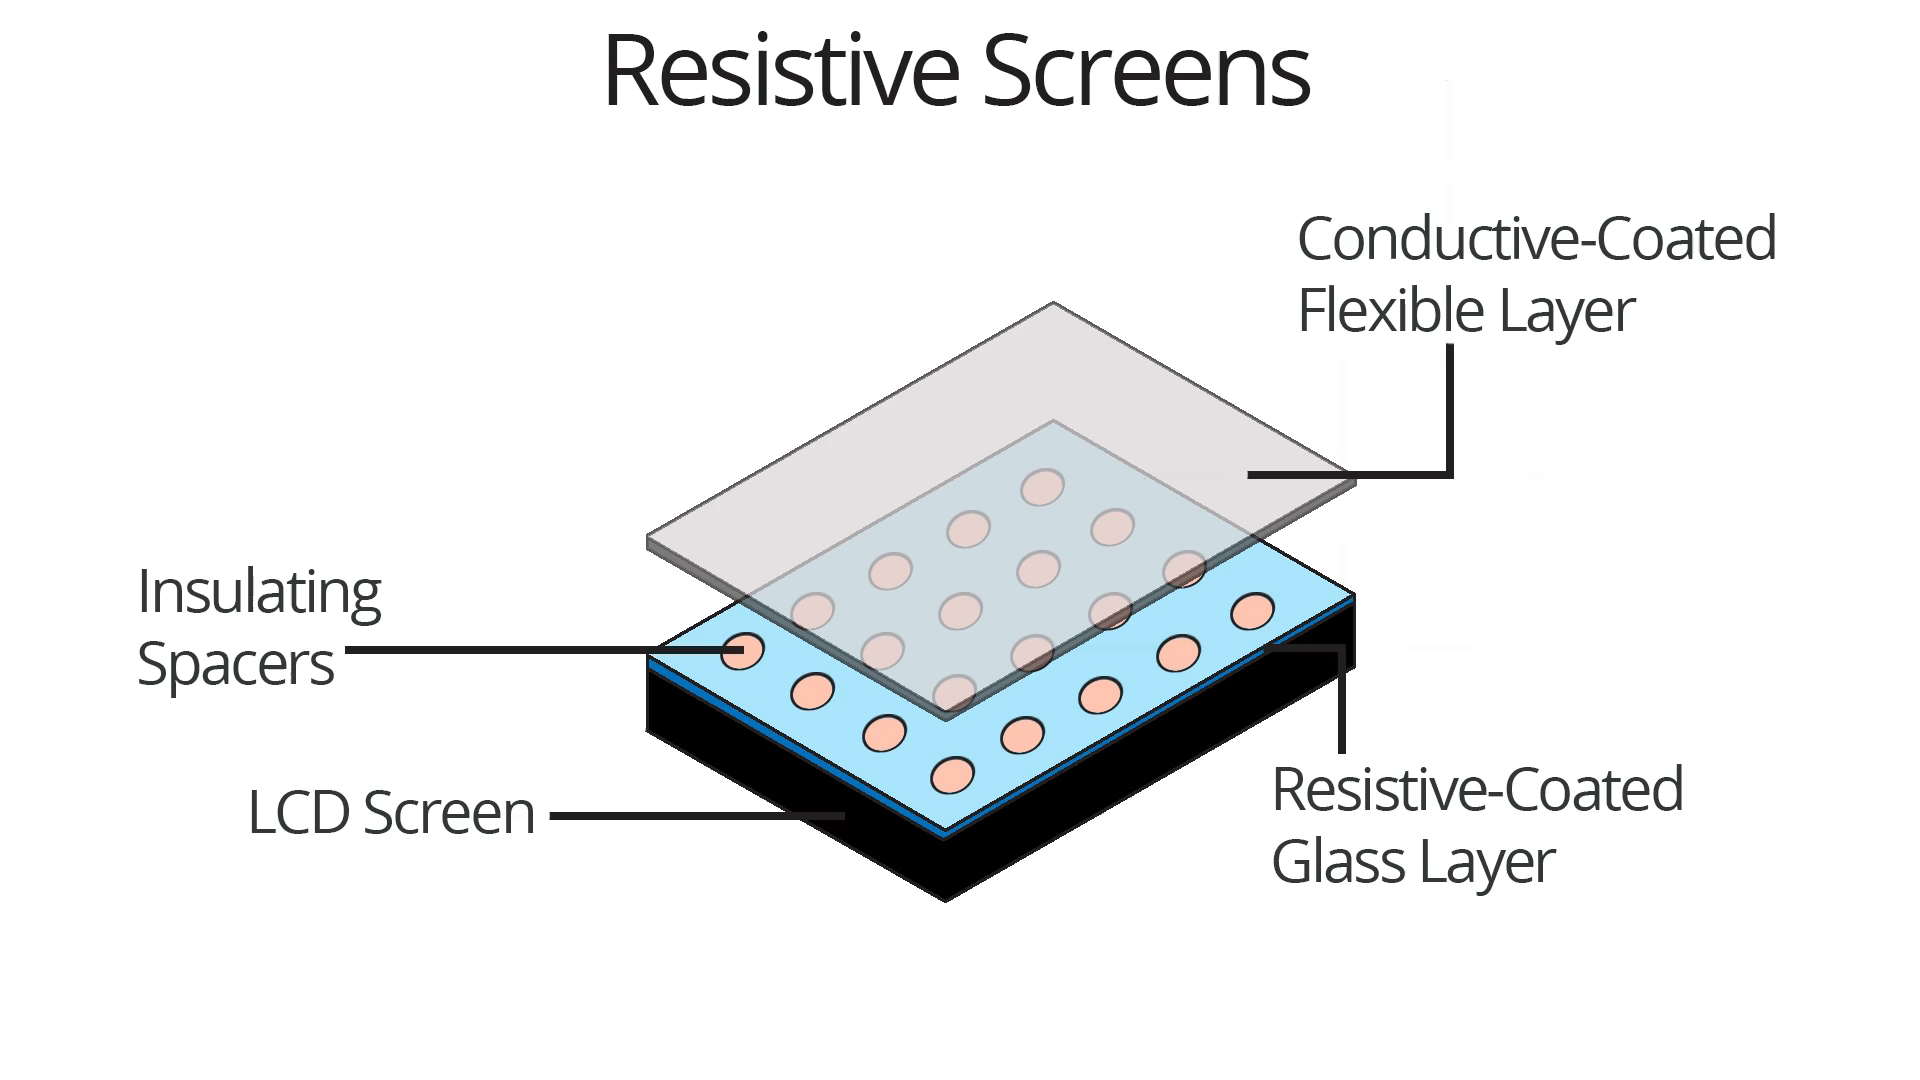 Resistive Screens
Conductive-Coated
Flexible Layer
Insulating
Spacers
LCD Screen
Resistive-Coated
Glass Layer